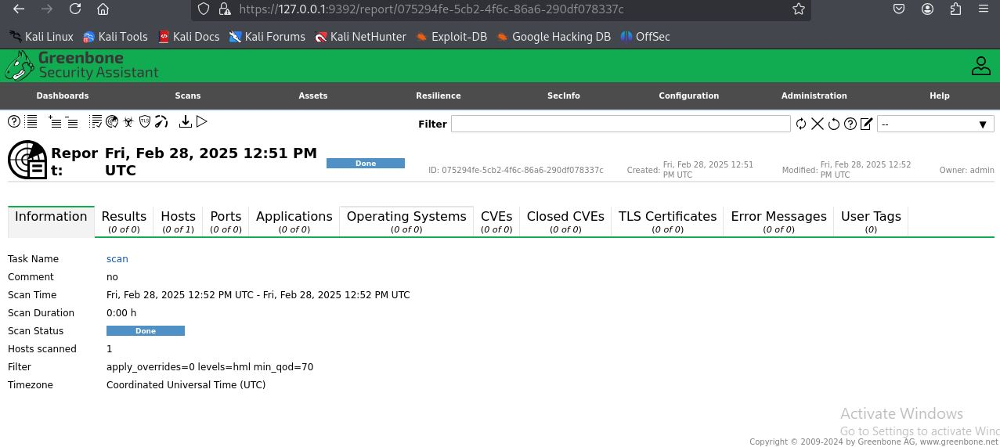 https://127.0.0.1:9392/report/075294fe-5cb2-4f6c-86a6-290df078337c
Kali Linux Kali Tools Kali Docs Kali Forums Kali NetHunter Exploit-DB Google Hacking DB OffSec
Greenbone
Security Assistant
Dashboards Scans Assets Resilience SecInfo Configuration Administration Help
TLS Filter --
Repor Fri, Feb 28, 2025 12:51 PM
t: UTC
Done
ID: 075294fe-5cb2-4f6c-86a6-290df078337c
Created: Fri, Feb 28, 2025 12:51
PM UTC
Modified: Fri, Feb 28, 2025 12:52
PM UTC
Owner: admin
Information Results Hosts Ports Applications Operating Systems CVEs Closed CVEs TLS Certificates Error Messages User Tags
(0 of 0) (0 of 1) (0 of 0) (0 of 0) (0 of 0) (0 of 0) (0 of 0) (0 of 0) (0 of 0) (0)
Task Name scan
Comment no
Scan Time Fri, Feb 28, 2025 12:52 PM UTC - Fri, Feb 28, 2025 12:52 PM UTC
Scan Duration 0:00 h
Scan Status Done
Hosts scanned 1
Filter apply_overrides=0 levels=hml min_qod=70
Timezone Coordinated Universal Time (UTC)
Activate Windows
Go to Settings to activate Winc
Copyright © 2009-2024 by Greenbone AG, www.greenbone.net